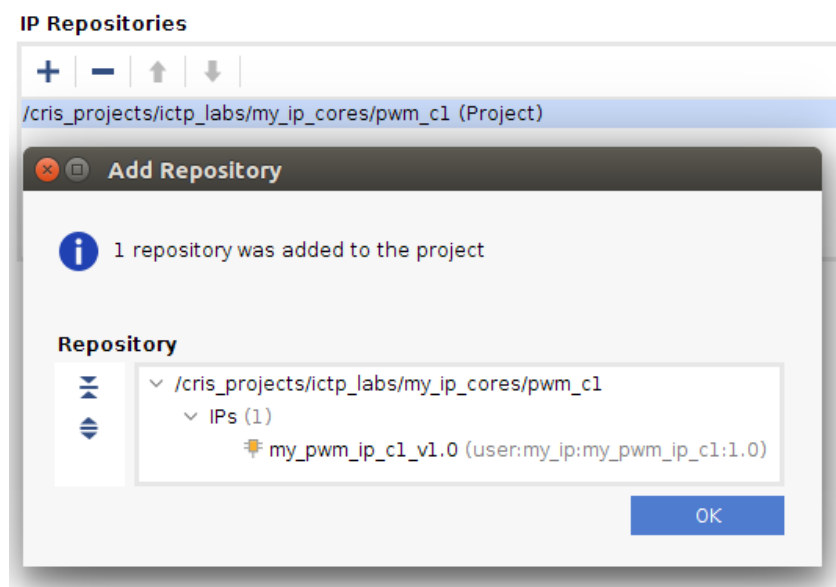 IP Repositories
/cris_projects/ictp_labs/my_ip_cores/pwm_c1 (Project)
Add Repository
1 repository was added to the project
Repository
/cris_projects/ictp_labs/my_ip_cores/pwm_c1
IPs (1)
my_pwm_ip_c1_v1.0 (user:my_ip:my_pwm_ip_c1:1.0)
OK